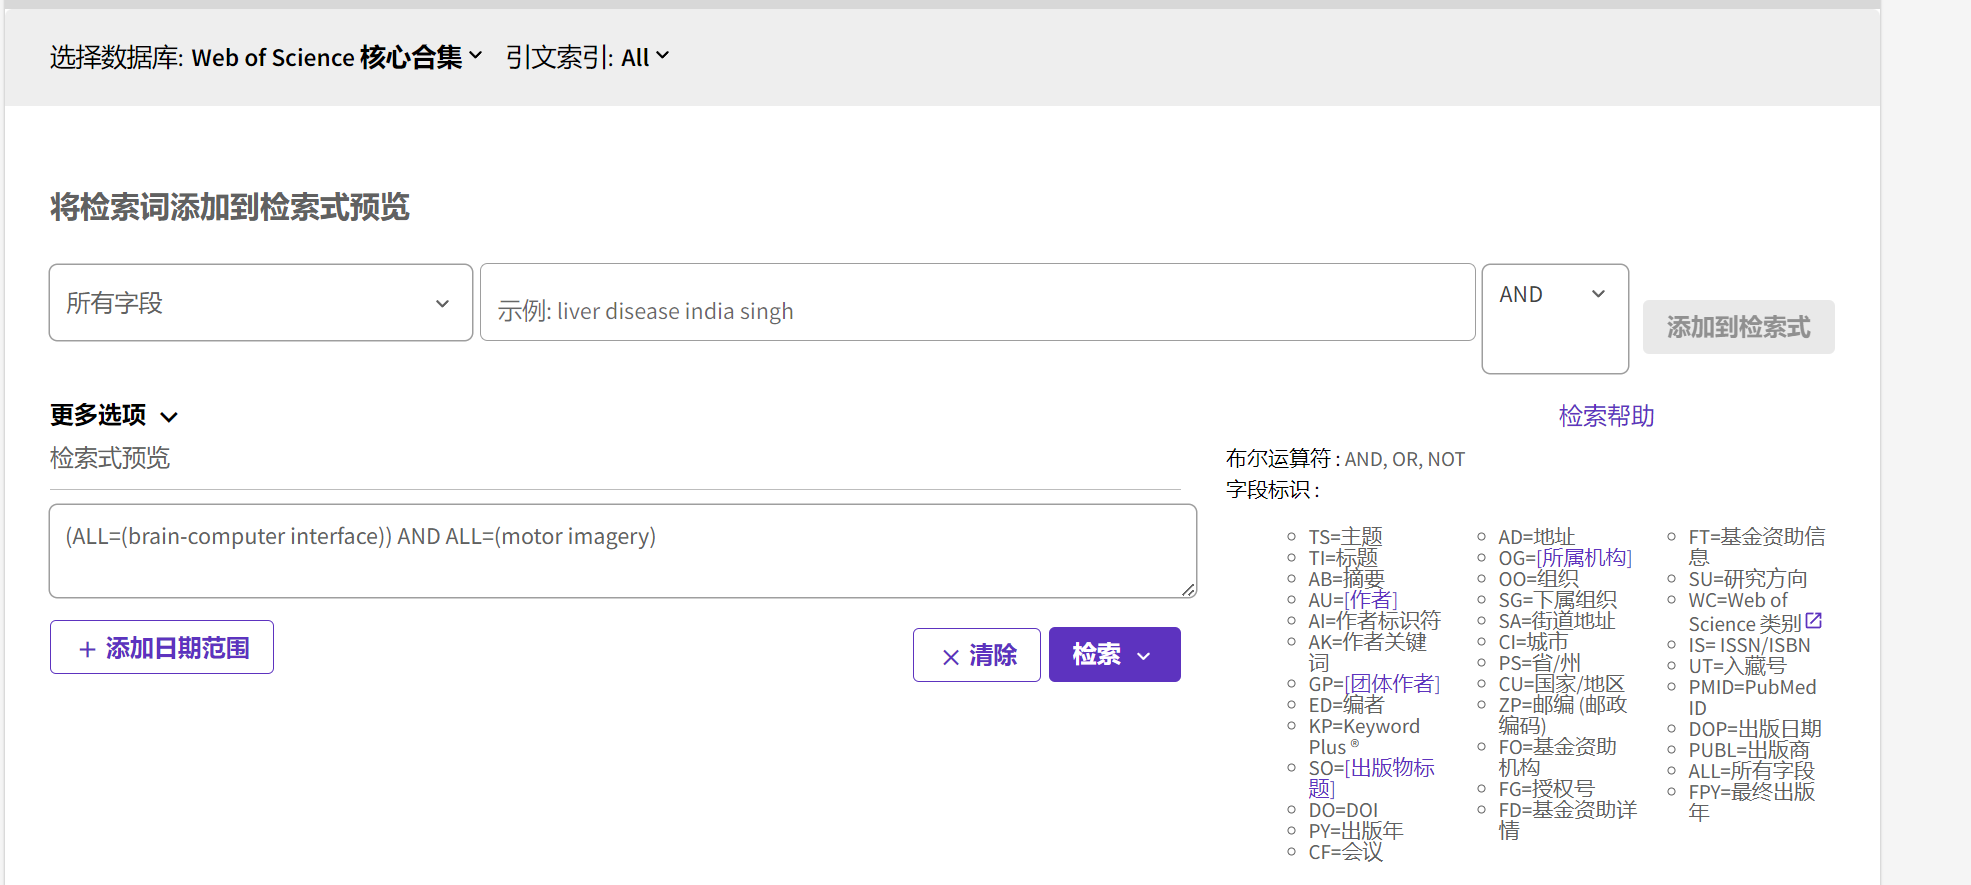 选择数据库: Web of Science 核心合集 引文索引: All
将检索词添加到检索式预览
所有字段
示例: liver disease india singh
AND
添加到检索式
更多选项
检索帮助
检索式预览
布尔运算符 : AND, OR, NOT
字段标识 :
(ALL=(brain-computer interface)) AND ALL=(motor imagery)
+ 添加日期范围
× 清除
检索
TS=主题
TI=标题
AB=摘要
AU=[作者]
AI=作者标识符
AK=作者关键
词
GP=[团体作者]
ED=编者
KP=Keyword
Plus ®
SO=[出版物标
题]
DO=DOI
PY=出版年
CF=会议
AD=地址
OG=[所属机构]
OO=组织
SG=下属组织
SA=街道地址
CI=城市
PS=省/州
CU=国家/地区
ZP=邮编 (邮政
编码)
FO=基金资助
机构
FG=授权号
FD=基金资助详
情
FT=基金资助信
息
SU=研究方向
WC=Web of
Science 类别
IS= ISSN/ISBN
UT=入藏号
PMID=PubMed
ID
DOP=出版日期
PUBL=出版商
ALL=所有字段
FPY=最终出版
年